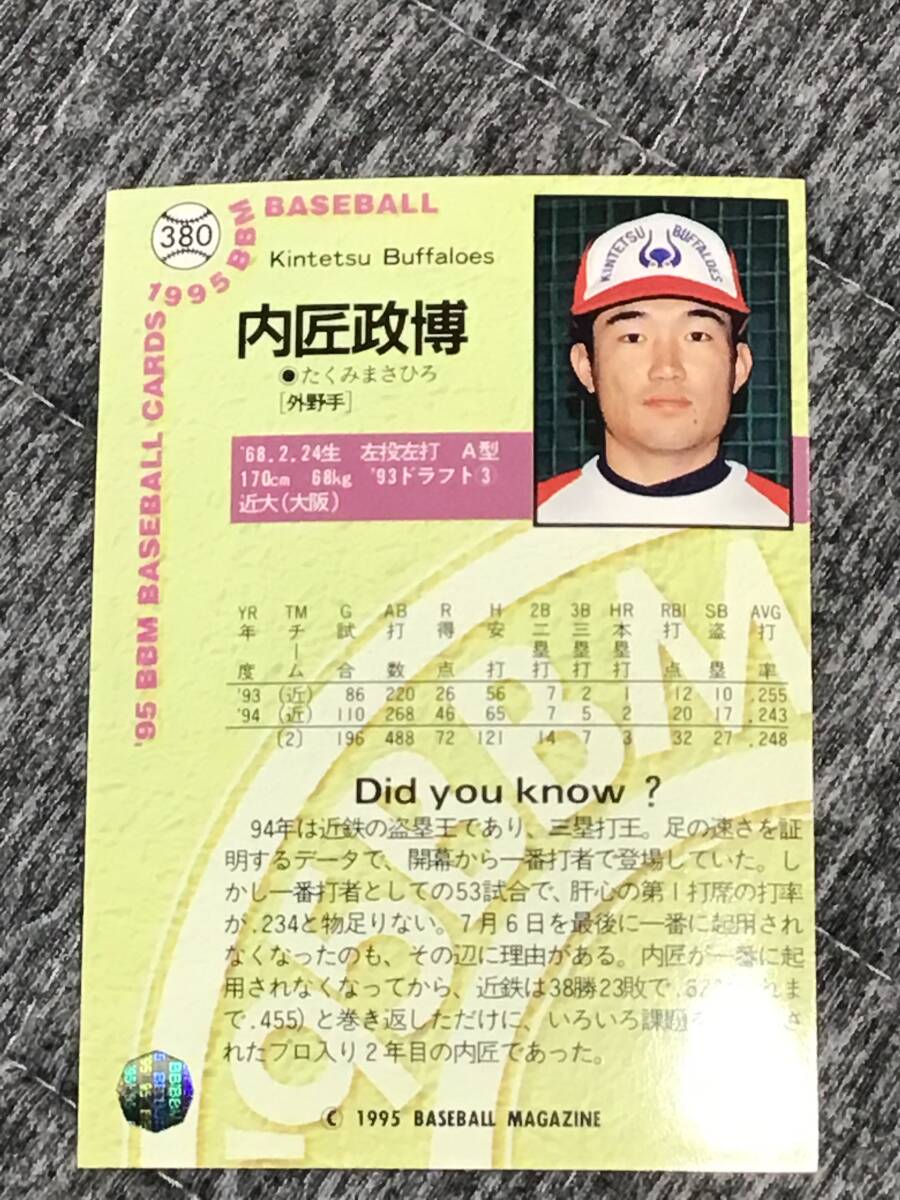 380
'95 BBM BASEBALL CARDS 1995 BBM BASEBALL
KINTETSU BUFFALOES
Kintetsu Buffaloes
内匠政博
●たくみまさひろ
[外野手]
'68.2.24生 左投左打 A型
170cm 68kg '93ドラフト③
近大(大阪)
YR TM G AB R H 2B 3B HR RBI SB AVG
年度 チーム 試合 打数 得点 安打 二塁打 三塁打 本塁打 打点 盗塁 打率
'93 (近) 86 220 26 56 7 2 1 12 10 .255
'94 (近) 110 268 46 65 7 5 2 20 17 .243
(2) 196 488 72 121 14 7 3 32 27 .248
Did you know ?
94年は近鉄の盗塁王であり、三塁打王。足の速さを証
明するデータで、開幕から一番打者で登場していた。し
かし一番打者としての53試合で、肝心の第1打席の打率
が.234と物足りない。7月6日を最後に一番に起用され
なくなったのも、その辺に理由がある。内匠が一番に起
用されなくなってから、近鉄は38勝23敗で れま
で.455)と巻き返しただけに、いろいろ課題 さ
れたプロ入り2年目の内匠であった。
© 1995 BASEBALL MAGAZINE